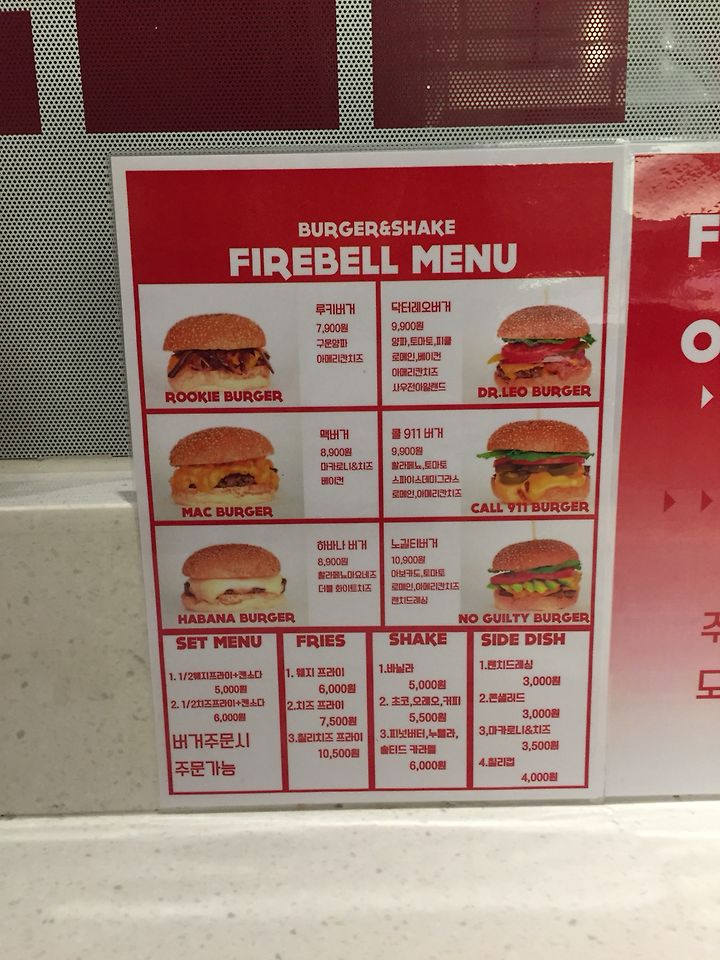 BURGER&SHAKE
FIREBELL MENU
루키버거
7,900원
구운양파
아메리칸치즈
ROOKIE BURGER
닥터레오버거
9,900원
양파,토마토,피클
로메인,베이컨
아메리칸치즈
사우전아일랜드
DR.LEO BURGER
맥버거
8,900원
마카로니&치즈
베이컨
MAC BURGER
콜 911 버거
9,900원
할라페뇨,토마토
스파이스데미그라스
로메인,아메리칸치즈
CALL 911 BURGER
하바나 버거
8,900원
할라페뇨마요네즈
더블 화이트치즈
HABANA BURGER
노길티버거
10,900원
아보카도,토마토
로메인,아메리칸치즈
랜치드레싱
NO GUILTY BURGER
SET MENU
1. 1/2웨지프라이+캔소다
5,000원
2. 1/2치즈프라이+캔소다
6,000원
버거주문시
주문가능
FRIES
1. 웨지 프라이
6,000원
2.치즈 프라이
7,500원
3.칠리치즈 프라이
10,500원
SHAKE
1.바닐라
5,000원
2. 초코,오레오,커피
5,500원
3.피넛버터,누텔라,
솔티드 카라멜
6,000원
SIDE DISH
1.랜치드레싱
3,000원
2.콘샐러드
3,000원
3,마카로니&치즈
3,500원
4.칠리컵
4,000원
F
O